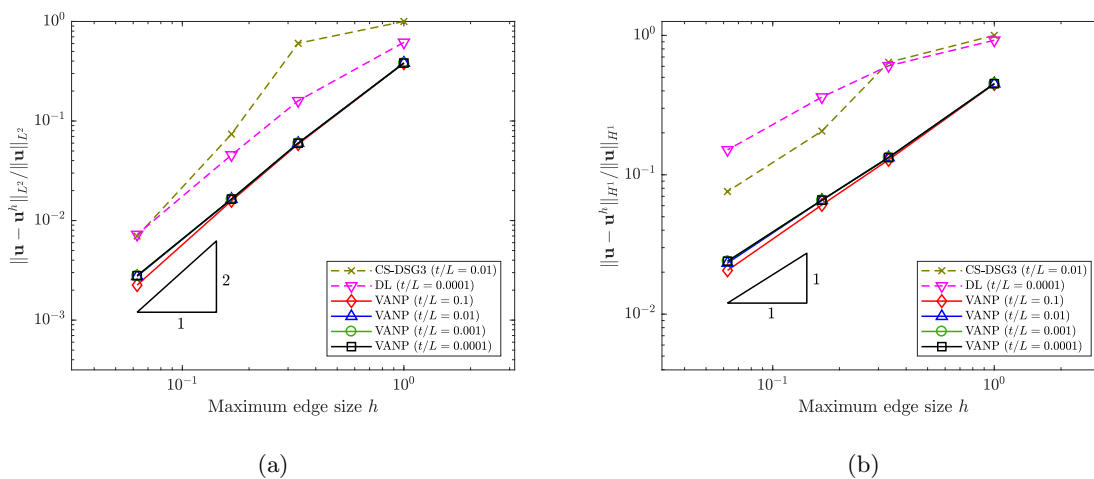 10^0
10^{-1}
10^{-2}
10^{-3}
‖u − u^h‖_{L^2}/‖u‖_{L^2}
2
1
CS-DSG3 (t/L = 0.01)
DL (t/L = 0.0001)
VANP (t/L = 0.1)
VANP (t/L = 0.01)
VANP (t/L = 0.001)
VANP (t/L = 0.0001)
10^{-1}
10^0
Maximum edge size h
(a)
10^0
10^{-1}
10^{-2}
‖u − u^h‖_{H^1}/‖u‖_{H^1}
1
1
CS-DSG3 (t/L = 0.01)
DL (t/L = 0.0001)
VANP (t/L = 0.1)
VANP (t/L = 0.01)
VANP (t/L = 0.001)
VANP (t/L = 0.0001)
10^{-1}
10^0
Maximum edge size h
(b)